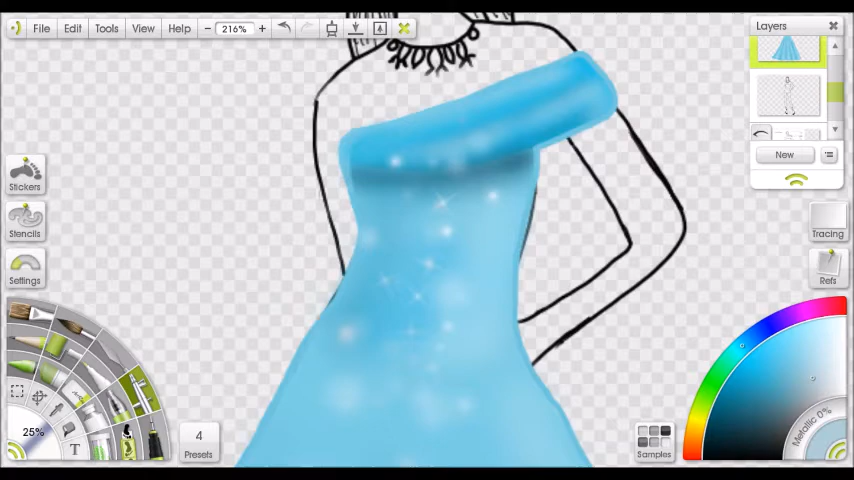 File Edit Tools View Help − 216% +
Layers
New
Stickers
Stencils
Settings
Tracing
Refs
25%
T
4
Presets
Samples
Metallic 0%